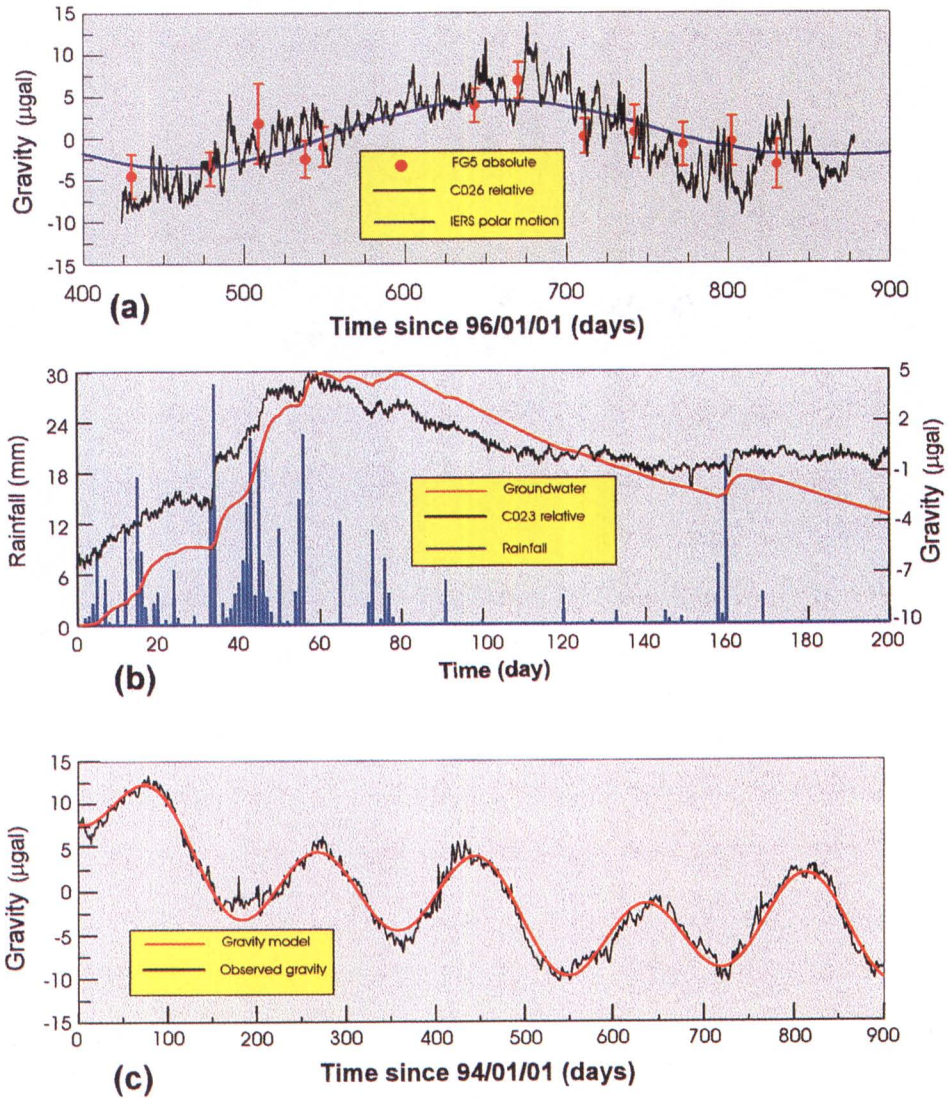 15
10
5
0
-5
-10
-15
Gravity (µgal)
FG5 absolute
C026 relative
IERS polar motion
400 500 600 700 800 900
(a)
Time since 96/01/01 (days)
30
24
18
12
6
0
Rainfall (mm)
5
2
-1
-4
-7
-10
Gravity (µgal)
Groundwater
C023 relative
Rainfall
0 20 40 60 80 100 120 140 160 180 200
(b)
Time (day)
15
10
5
0
-5
-10
-15
Gravity (µgal)
Gravity model
Observed gravity
0 100 200 300 400 500 600 700 800 900
(c)
Time since 94/01/01 (days)